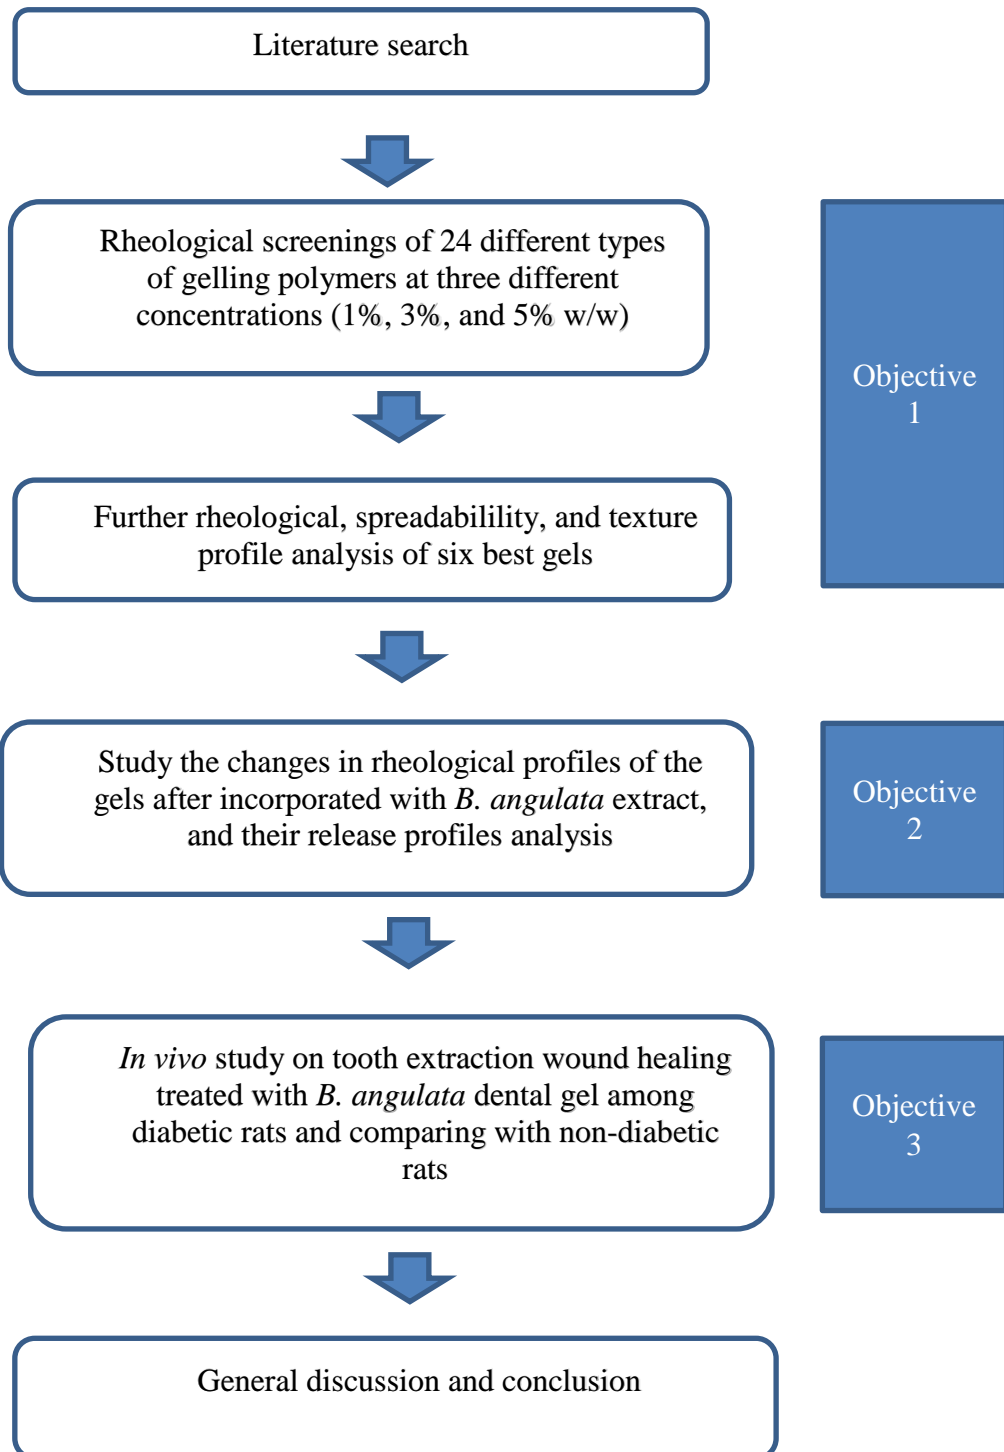 Literature search
Rheological screenings of 24 different types
of gelling polymers at three different
concentrations (1%, 3%, and 5% w/w)
Objective
1
Further rheological, spreadabilility, and texture
profile analysis of six best gels
Study the changes in rheological profiles of the
gels after incorporated with B. angulata extract,
and their release profiles analysis
Objective
2
In vivo study on tooth extraction wound healing
treated with B. angulata dental gel among
diabetic rats and comparing with non-diabetic
rats
Objective
3
General discussion and conclusion